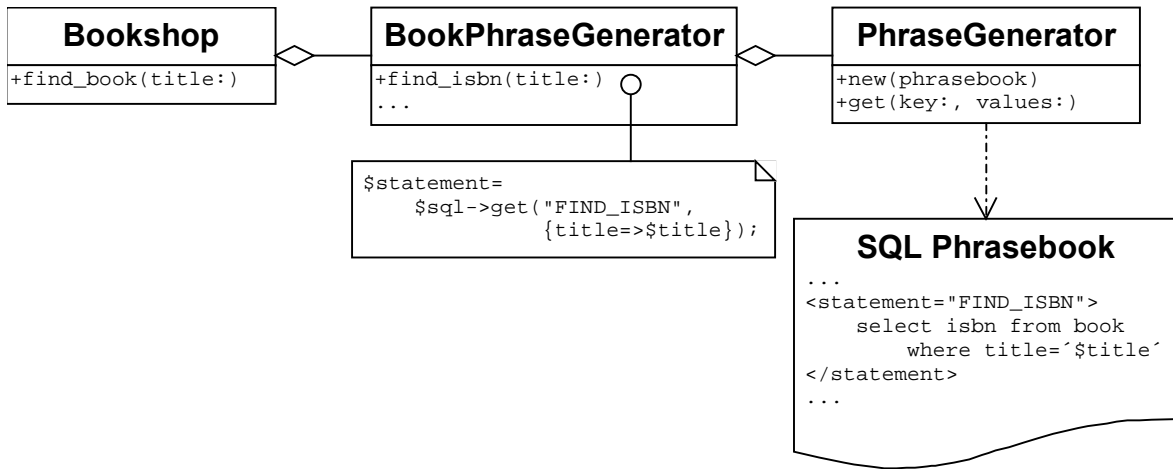 Bookshop
+find_book(title:)
BookPhraseGenerator
+find_isbn(title:)
...
PhraseGenerator
+new(phrasebook)
+get(key:, values:)
$statement=
    $sql->get("FIND_ISBN",
              {title=>$title});
SQL Phrasebook
...
<statement="FIND_ISBN">
    select isbn from book
        where title=´$title´
</statement>
...